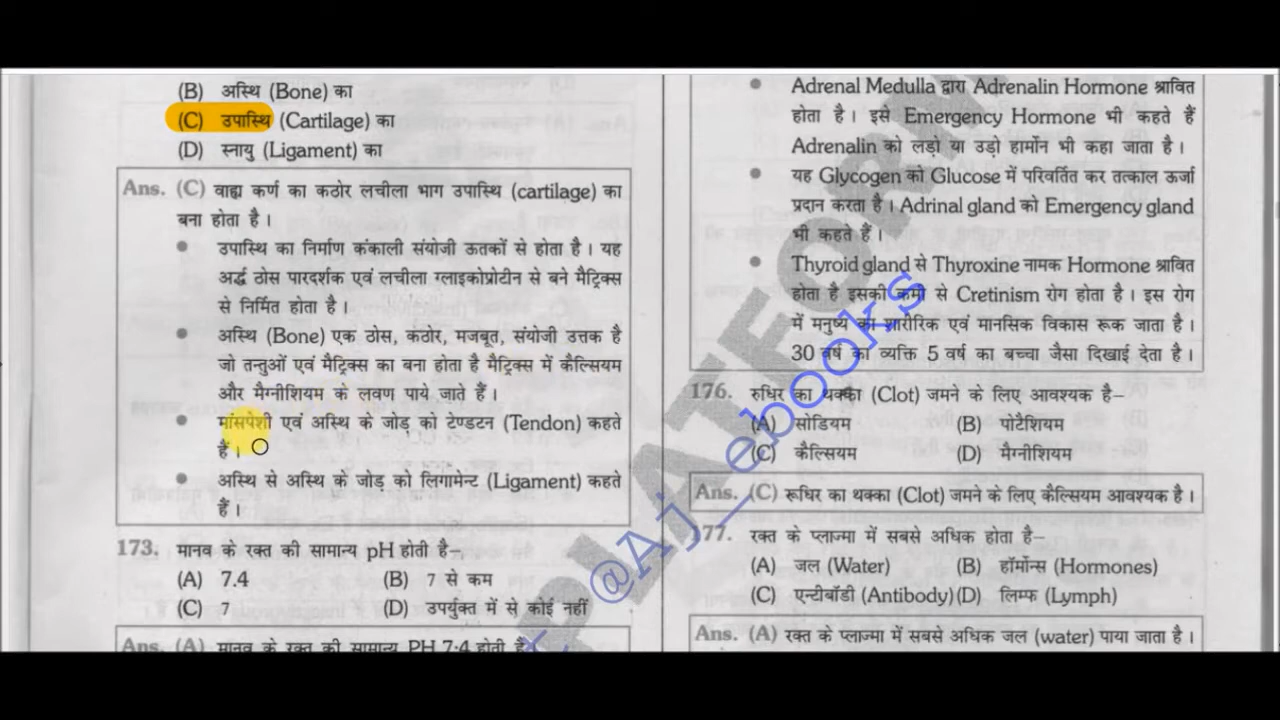 (B) अस्थि (Bone) का
(C) उपास्थि (Cartilage) का
(D) स्नायु (Ligament) का
Ans. (C) वाह्य कर्ण का कठोर लचीला भाग उपास्थि (cartilage) का
बना होता है।
● उपास्थि का निर्माण कंकाली संयोजी ऊतकों से होता है। यह
अर्द्ध ठोस पारदर्शक एवं लचीला ग्लाइकोप्रोटीन से बने मैट्रिक्स
से निर्मित होता है।
● अस्थि (Bone) एक ठोस, कठोर, मजबूत, संयोजी उत्तक है
जो तन्तुओं एवं मैट्रिक्स का बना होता है मैट्रिक्स में कैल्सियम
और मैग्नीशियम के लवण पाये जाते हैं।
● मांसपेशी एवं अस्थि के जोड़ को टेण्डटन (Tendon) कहते
हैं।
● अस्थि से अस्थि के जोड़ को लिगामेन्ट (Ligament) कहते
हैं।
173. मानव के रक्त की सामान्य pH होती है–.
(A) 7.4 (B) 7 से कम
(C) (D) उपर्युक्त में से कोई नहीं
Ans. (A) मानव के रक्त की सामान्य PH 7.4 होती है
● Adrenal Medulla द्वारा Adrenalin Hormone श्रावित
होता है। इसे Emergency Hormone भी कहते हैं
Adrenalin को लड़ो या उड़ो हार्मोन भी कहा जाता है।
● यह Glycogen को Glucose में परिवर्तित कर तत्काल ऊर्जा
प्रदान करता है। Adrinal gland को Emergency gland
भी कहते हैं।
● Thyroid gland से Thyroxine नामक Hormone श्रावित
होता है इसकी कमी से Cretinism रोग होता है। इस रोग
में मनुष्य का शारीरिक एवं मानसिक विकास रूक जाता है।
30 वर्ष का व्यक्ति 5 वर्ष का बच्चा जैसा दिखाई देता है।
176. रुधिर का थक्का (Clot) जमने के लिए आवश्यक है–
(A) सोडियम (B) पोटैशियम
(C) कैल्सियम (D) मैग्नीशियम
Ans. (C) रूधिर का थक्का (Clot) जमने के लिए कैल्सियम आवश्यक है।
177. रक्त के प्लाज्मा में सबसे अधिक होता है–
(A) जल (Water) (B) हॉर्मोन्स (Hormones)
(C) एन्टीबॉडी (Antibody) (D) लिम्फ (Lymph)
Ans. (A) रक्त के प्लाज्मा में सबसे अधिक जल (water) पाया जाता है।
PLATFORM
@Aj_ebooks